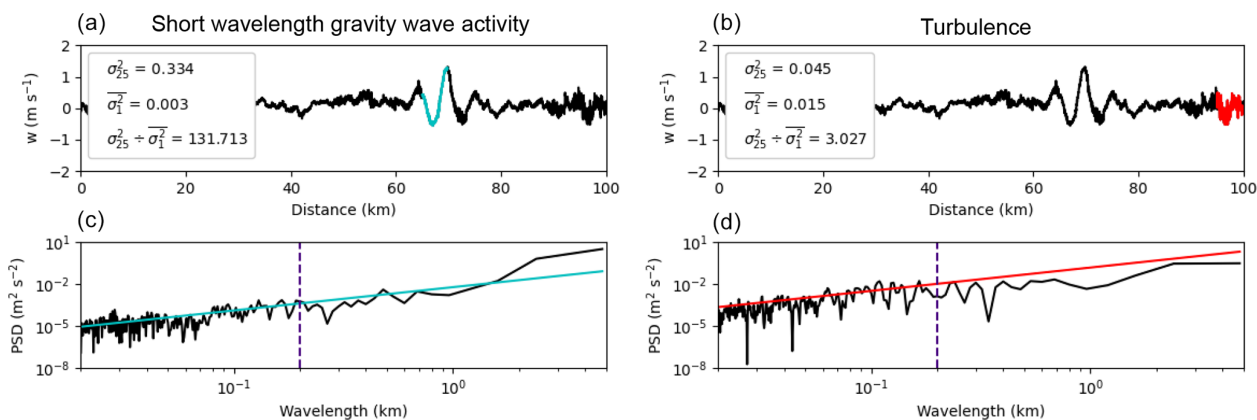 (a) Short wavelength gravity wave activity
2
1
0
−1
−2
w (m s⁻¹)
σ²₂₅ = 0.334
σ̅²₁ = 0.003
σ²₂₅ ÷ σ̅²₁ = 131.713
0 20 40 60 80 100
Distance (km)
(b) Turbulence
2
1
0
−1
−2
w (m s⁻¹)
σ²₂₅ = 0.045
σ̅²₁ = 0.015
σ²₂₅ ÷ σ̅²₁ = 3.027
0 20 40 60 80 100
Distance (km)
(c)
10¹
10⁻²
10⁻⁵
10⁻⁸
PSD (m² s⁻²)
10⁻¹ 10⁰
Wavelength (km)
(d)
10¹
10⁻²
10⁻⁵
10⁻⁸
PSD (m² s⁻²)
10⁻¹ 10⁰
Wavelength (km)